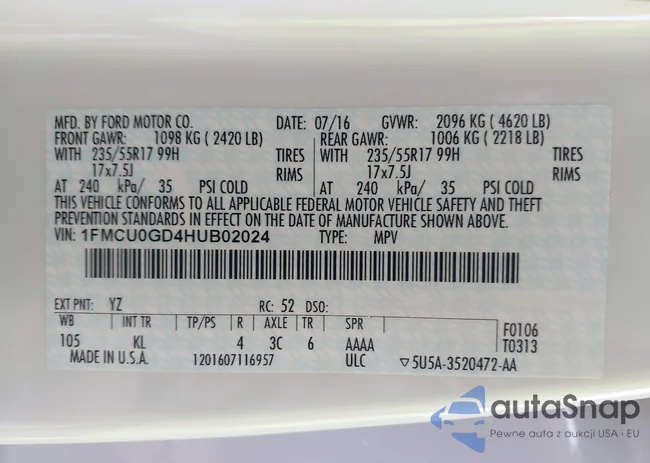 MFD. BY FORD MOTOR CO. DATE: 07/16 GVWR: 2096 KG ( 4620 LB)
FRONT GAWR: 1098 KG ( 2420 LB) REAR GAWR: 1006 KG ( 2218 LB)
WITH 235/55R17 99H TIRES WITH 235/55R17 99H TIRES
17x7.5J RIMS 17x7.5J RIMS
AT 240 kPa/ 35 PSI COLD AT 240 kPa/ 35 PSI COLD
THIS VEHICLE CONFORMS TO ALL APPLICABLE FEDERAL MOTOR VEHICLE SAFETY AND THEFT
PREVENTION STANDARDS IN EFFECT ON THE DATE OF MANUFACTURE SHOWN ABOVE.
VIN: 1FMCU0GD4HUB02024 TYPE: MPV
EXT PNT: YZ RC: 52 DSO:
WB INT TR TP/PS R AXLE TR SPR F0106
105 KL 4 3C 6 AAAA T0313
MADE IN U.S.A. 1201607116957 ULC ▽5U5A-3520472-AA
autaSnap
Pewne auta z aukcji USA i EU